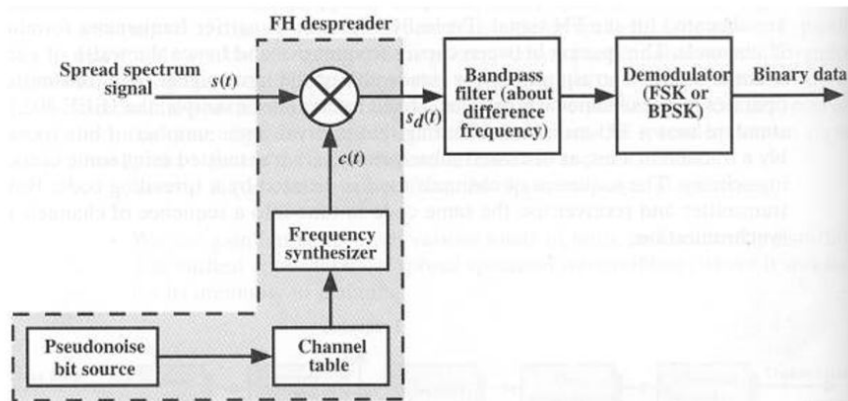 FH despreader
Spread spectrum
signal
s(t)
s_d(t)
Bandpass
filter (about
difference
frequency)
Demodulator
(FSK or
BPSK)
Binary data
c(t)
Frequency
synthesizer
Pseudonoise
bit source
Channel
table